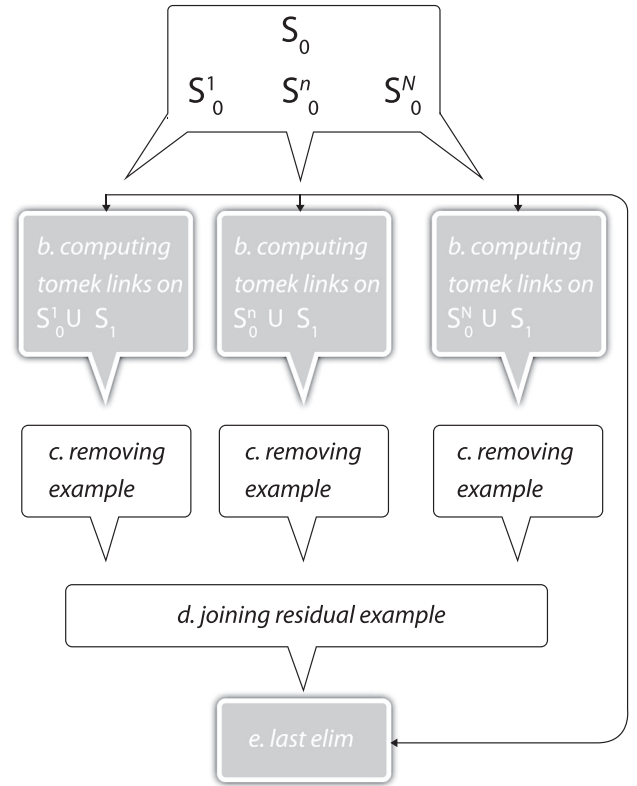 S₀
S¹₀ Sⁿ₀ Sᴺ₀
b. computing
tomek links on
S¹₀ U S₁
b. computing
tomek links on
Sⁿ₀ U S₁
b. computing
tomek links on
Sᴺ₀ U S₁
c. removing
example
c. removing
example
c. removing
example
d. joining residual example
e. last elim